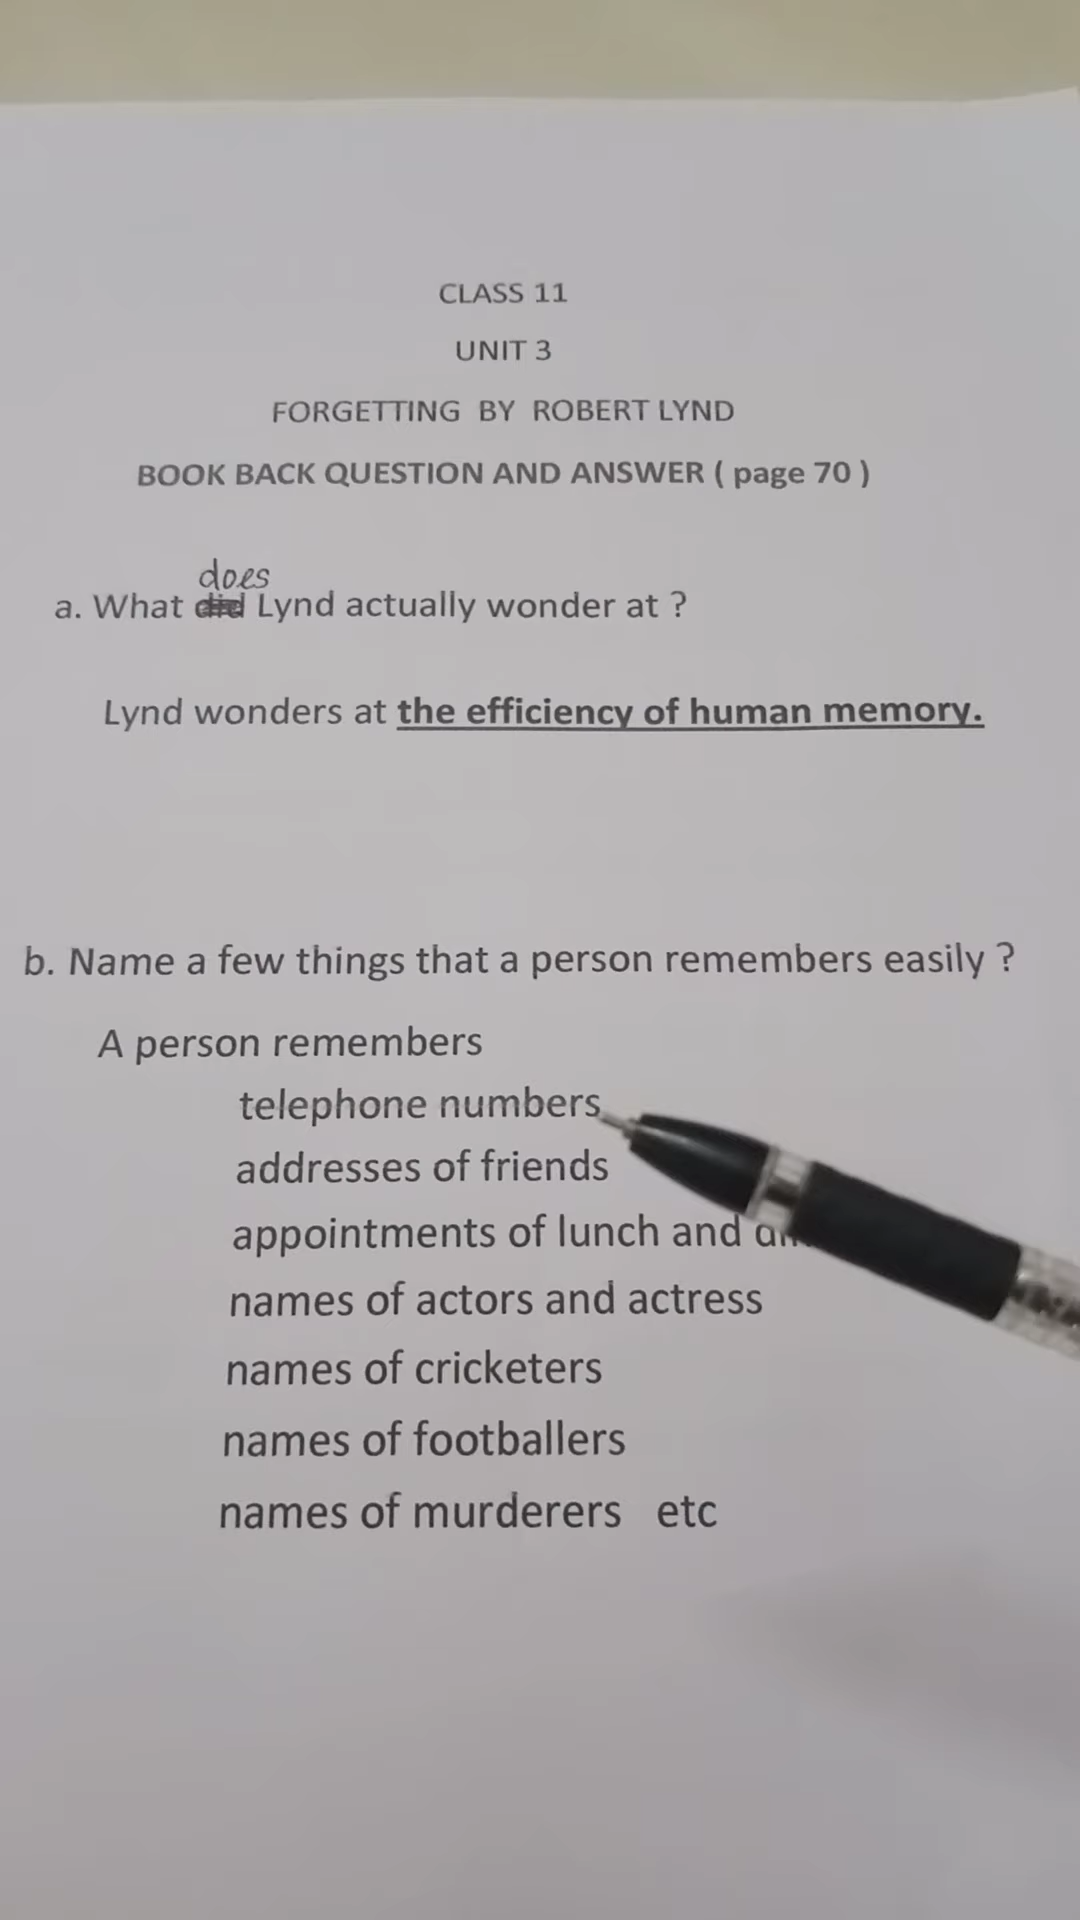 CLASS 11
UNIT 3
FORGETTING BY ROBERT LYND
BOOK BACK QUESTION AND ANSWER ( page 70 )
does
a. What did Lynd actually wonder at ?
Lynd wonders at the efficiency of human memory.
b. Name a few things that a person remembers easily ?
A person remembers
telephone numbers
addresses of friends
appointments of lunch and
names of actors and actress
names of cricketers
names of footballers
names of murderers etc